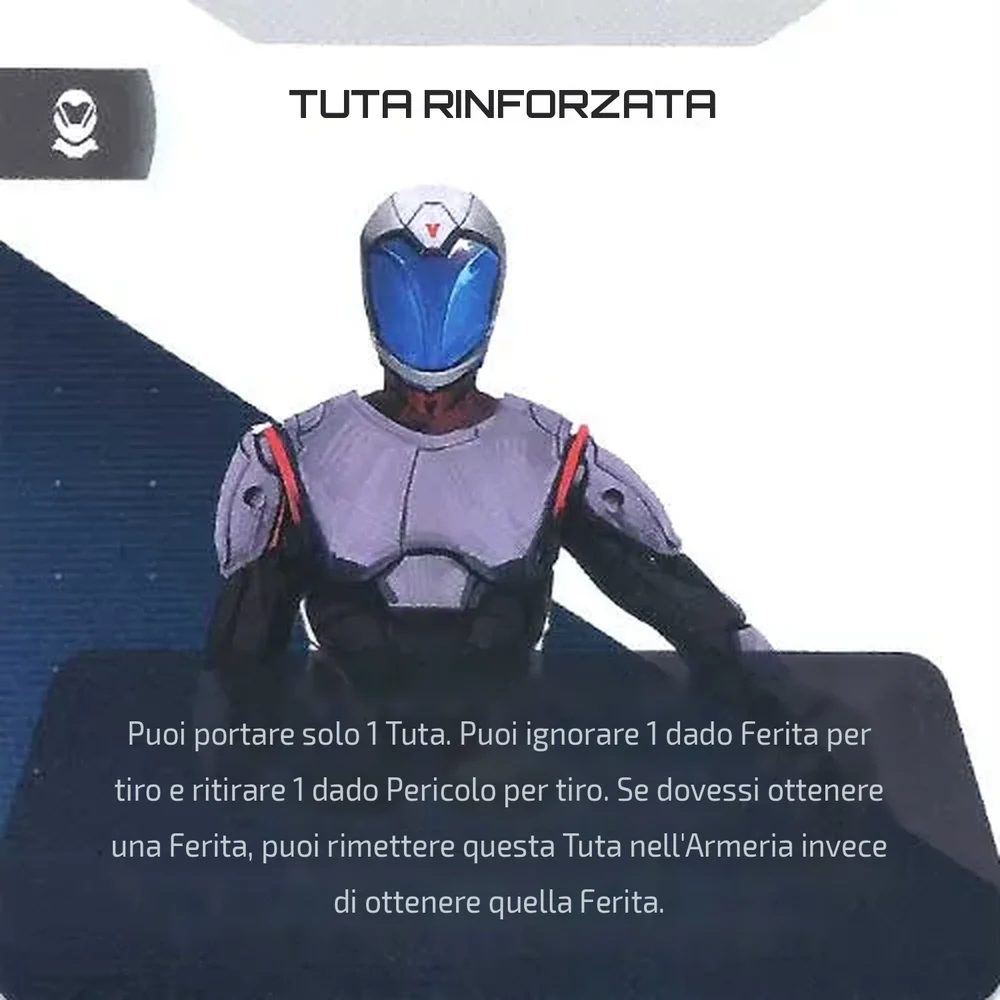 TUTA RINFORZATA
Puoi portare solo 1 Tuta. Puoi ignorare 1 dado Ferita per
tiro e ritirare 1 dado Pericolo per tiro. Se dovessi ottenere
una Ferita, puoi rimettere questa Tuta nell'Armeria invece
di ottenere quella Ferita.